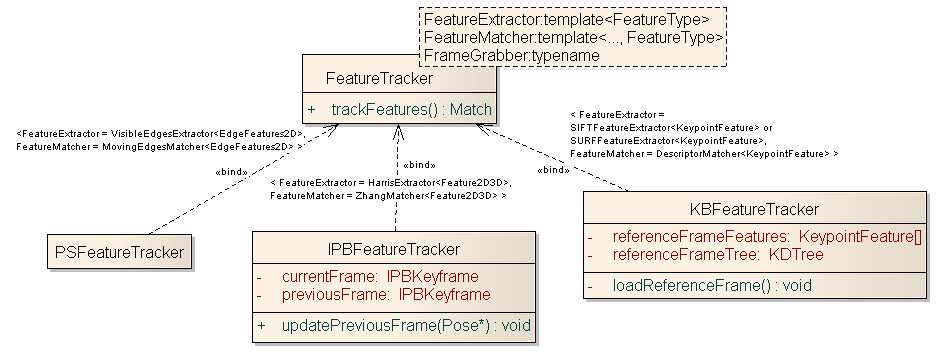 FeatureExtractor:template<FeatureType>
FeatureMatcher:template<..., FeatureType>
FrameGrabber:typename
FeatureTracker
+ trackFeatures() : Match
<FeatureExtractor = VisibleEdgesExtractor<EdgeFeatures2D>,
FeatureMatcher = MovingEdgesMatcher<EdgeFeatures2D> >
«bind»
< FeatureExtractor = HarrisExtractor<Feature2D3D>,
FeatureMatcher = ZhangMatcher<Feature2D3D> >
«bind»
< FeatureExtractor =
SIFTFeatureExtractor<KeypointFeature> or
SURFFeatureExtractor<KeypointFeature>,
FeatureMatcher = DescriptorMatcher<KeypointFeature> >
«bind»
PSFeatureTracker
IPBFeatureTracker
- currentFrame: IPBKeyframe
- previousFrame: IPBKeyframe
+ updatePreviousFrame(Pose*) : void
KBFeatureTracker
- referenceFrameFeatures: KeypointFeature[]
- referenceFrameTree: KDTree
- loadReferenceFrame() : void